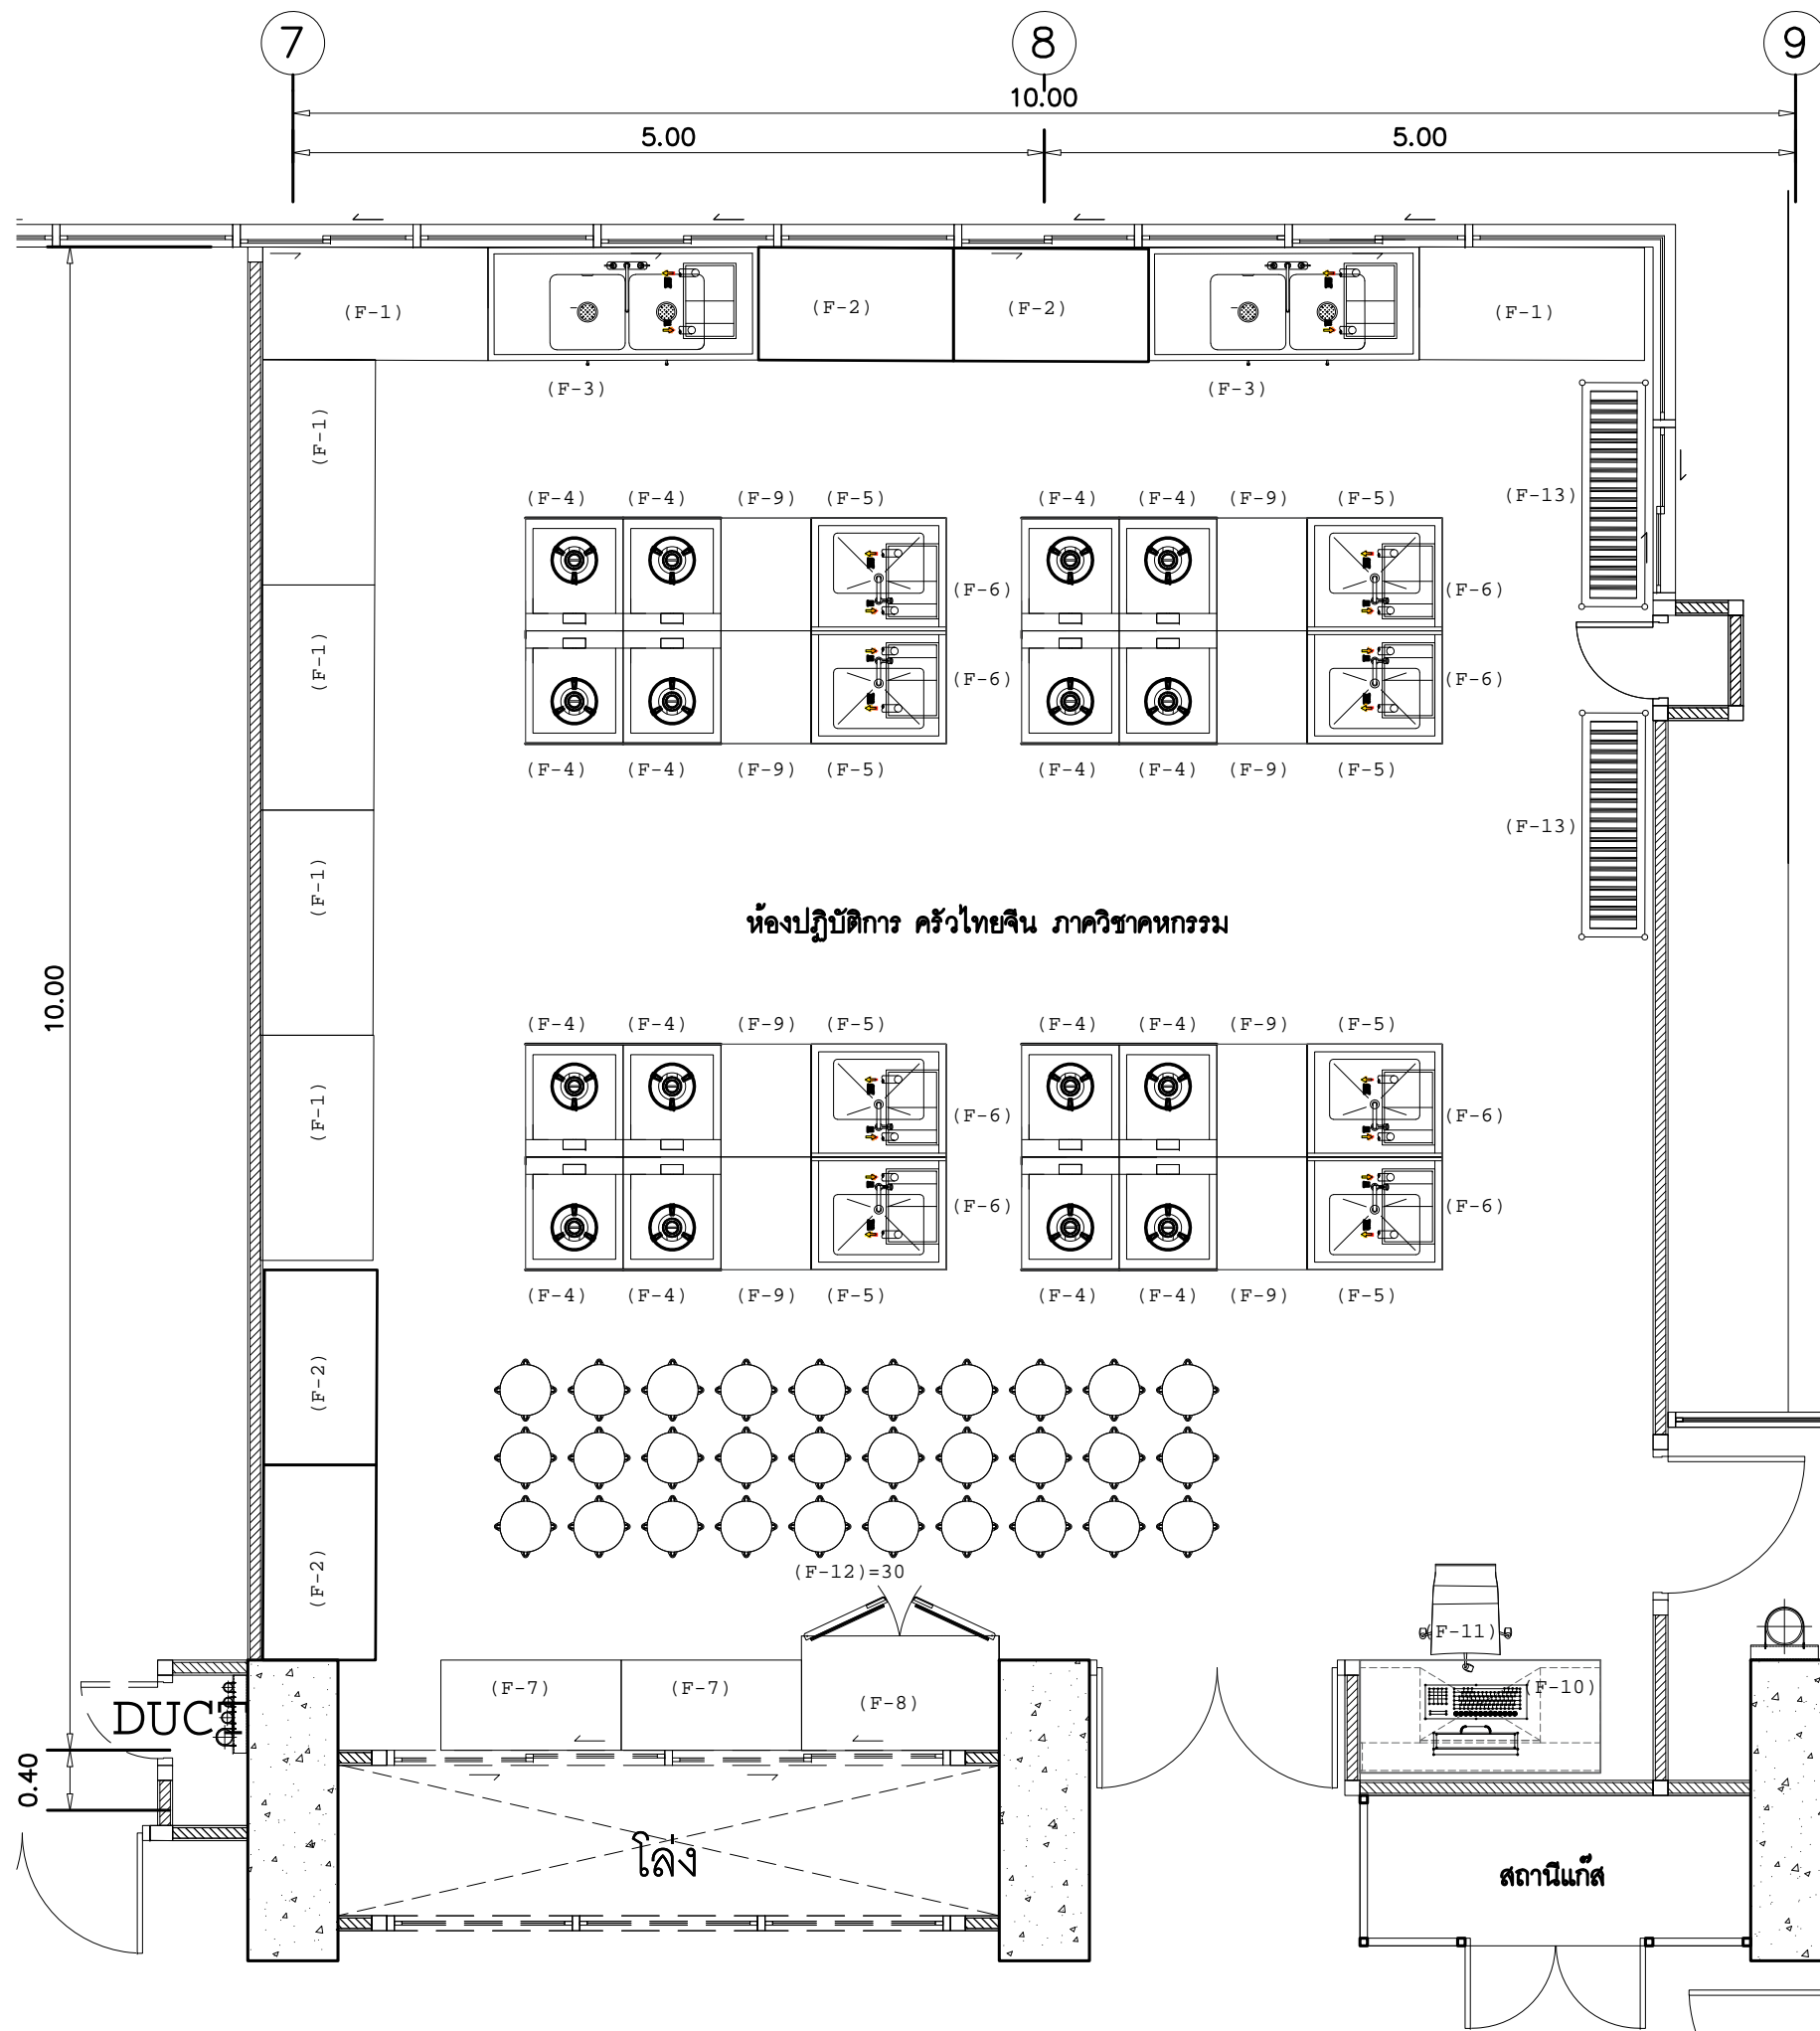 7 8 9
10.00
5.00 5.00
(F-1) (F-2) (F-2) (F-1)
(F-3) (F-3)
(F-1)
(F-4) (F-4) (F-9) (F-5) (F-4) (F-4) (F-9) (F-5) (F-13)
(F-6) (F-6)
(F-1)
(F-6) (F-6)
(F-4) (F-4) (F-9) (F-5) (F-4) (F-4) (F-9) (F-5)
(F-13)
(F-1)
ห้องปฏิบัติการ ครัวไทยจีน ภาควิชาคหกรรม
10.00
(F-4) (F-4) (F-9) (F-5) (F-4) (F-4) (F-9) (F-5)
(F-1) (F-6) (F-6)
(F-6) (F-6)
(F-4) (F-4) (F-9) (F-5) (F-4) (F-4) (F-9) (F-5)
(F-2)
(F-12)=30
(F-2)
(F-11)
(F-7) (F-7) (F-8) (F-10)
DUCT
0.40
โล่ง
สถานีแก๊ส